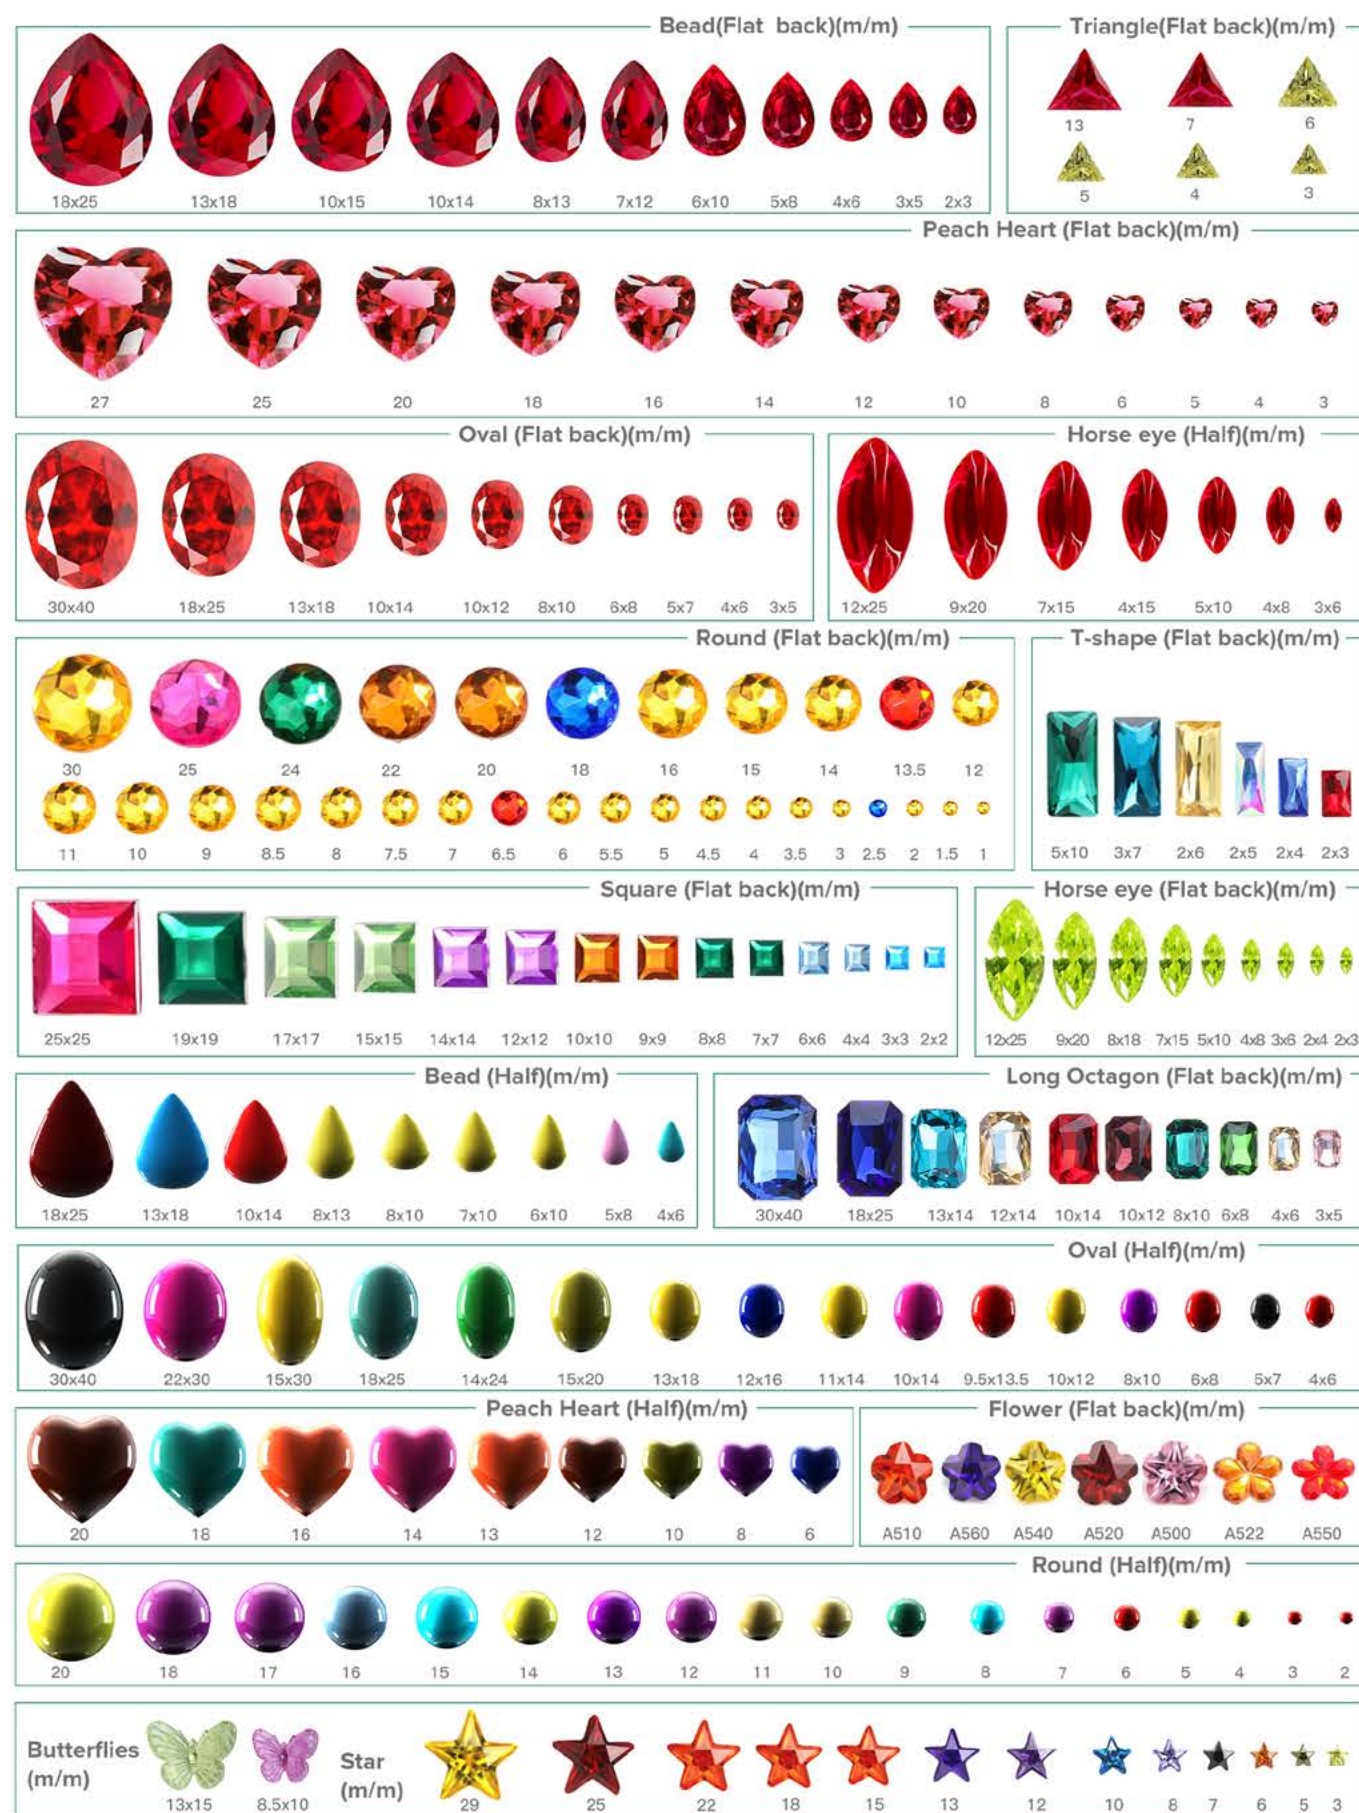 Bead(Flat back)(m/m)
18x25 13x18 10x15 10x14 8x13 7x12 6x10 5x8 4x6 3x5 2x3
Triangle(Flat back)(m/m)
13 7 6
5 4 3
Peach Heart (Flat back)(m/m)
27 25 20 18 16 14 12 10 8 6 5 4 3
Oval (Flat back)(m/m)
30x40 18x25 13x18 10x14 10x12 8x10 6x8 5x7 4x6 3x5
Horse eye (Half)(m/m)
12x25 9x20 7x15 4x15 5x10 4x8 3x6
Round (Flat back)(m/m)
30 25 24 22 20 18 16 15 14 13.5 12
11 10 9 8.5 8 7.5 7 6.5 6 5.5 5 4.5 4 3.5 3 2.5 2 1.5 1
T-shape (Flat back)(m/m)
5x10 3x7 2x6 2x5 2x4 2x3
Square (Flat back)(m/m)
25x25 19x19 17x17 15x15 14x14 12x12 10x10 9x9 8x8 7x7 6x6 4x4 3x3 2x2
Horse eye (Flat back)(m/m)
12x25 9x20 8x18 7x15 5x10 4x8 3x6 2x4 2x3
Bead (Half)(m/m)
18x25 13x18 10x14 8x13 8x10 7x10 6x10 5x8 4x6
Long Octagon (Flat back)(m/m)
30x40 18x25 13x14 12x14 10x14 10x12 8x10 6x8 4x6 3x5
Oval (Half)(m/m)
30x40 22x30 15x30 18x25 14x24 15x20 13x18 12x16 11x14 10x14 9.5x13.5 10x12 8x10 6x8 5x7 4x6
Peach Heart (Half)(m/m)
20 18 16 14 13 12 10 8 6
Flower (Flat back)(m/m)
A510 A560 A540 A520 A500 A522 A550
Round (Half)(m/m)
20 18 17 16 15 14 13 12 11 10 9 8 7 6 5 4 3 2
Butterflies
(m/m)
13x15 8.5x10
Star
(m/m)
29 25 22 18 15 13 12 10 8 7 6 5 3